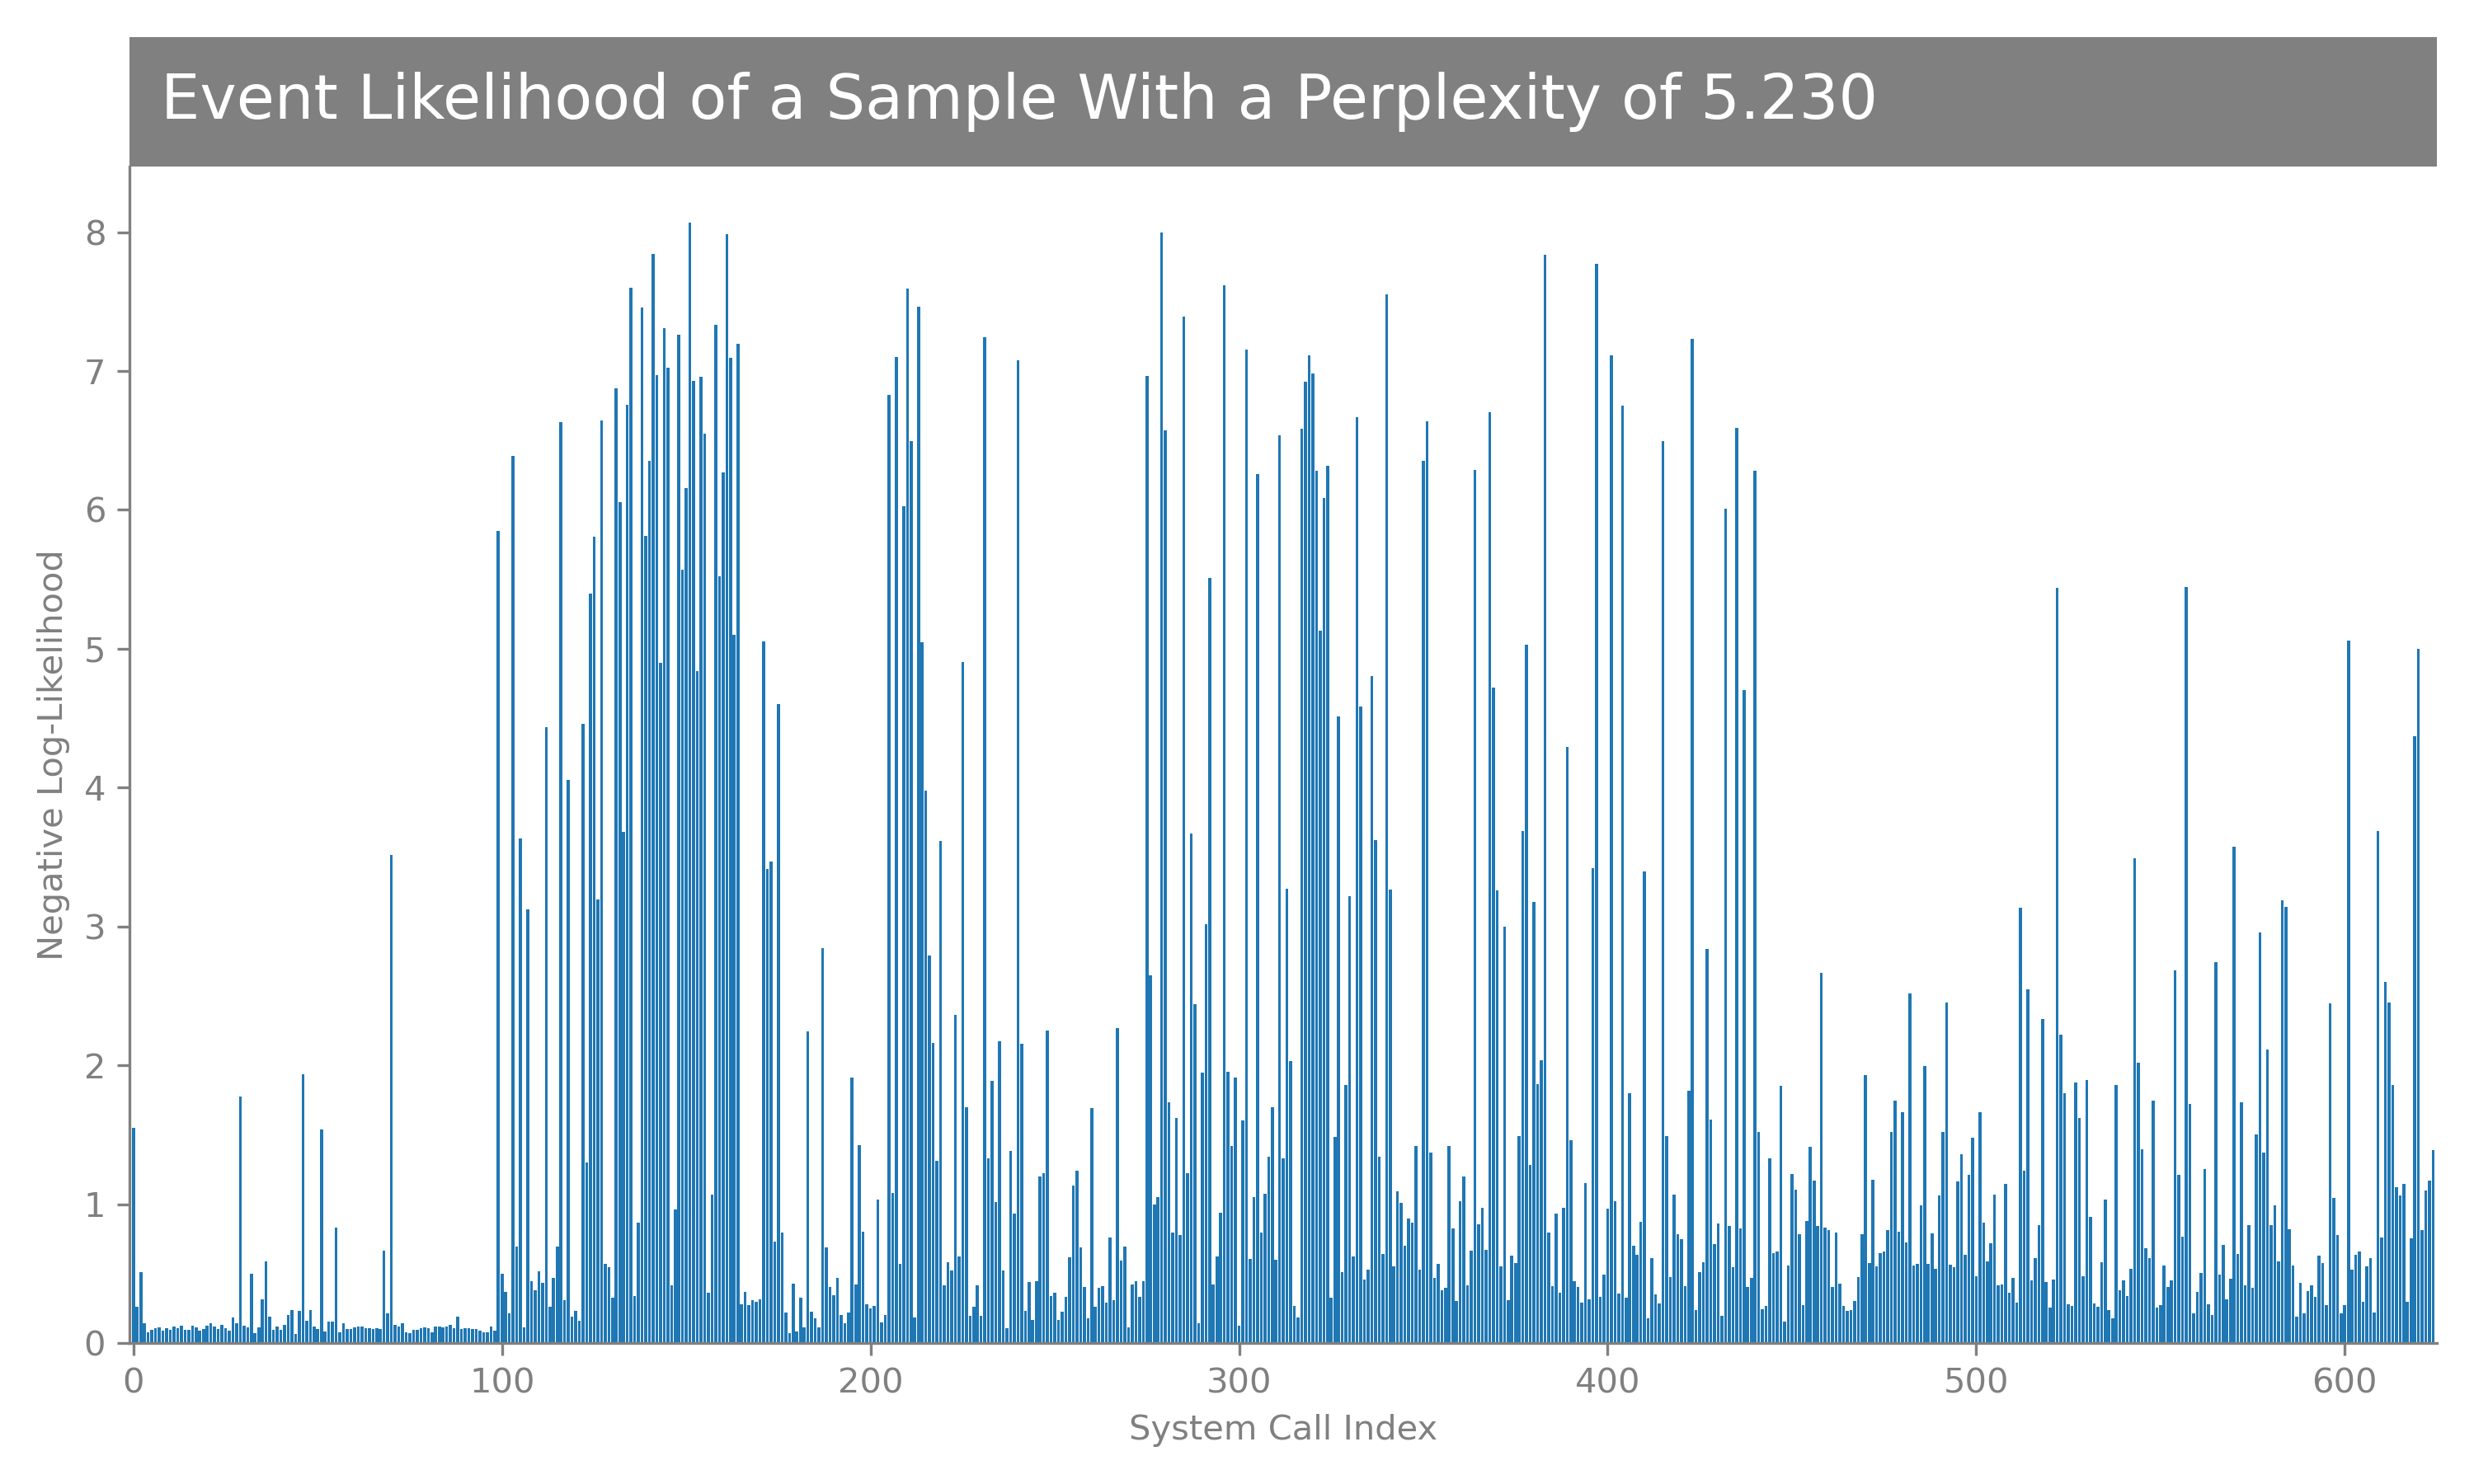 Event Likelihood of a Sample With a Perplexity of 5.230
8
7
6
5
4
3
2
1
0
Negative Log-Likelihood
0 100 200 300 400 500 600
System Call Index